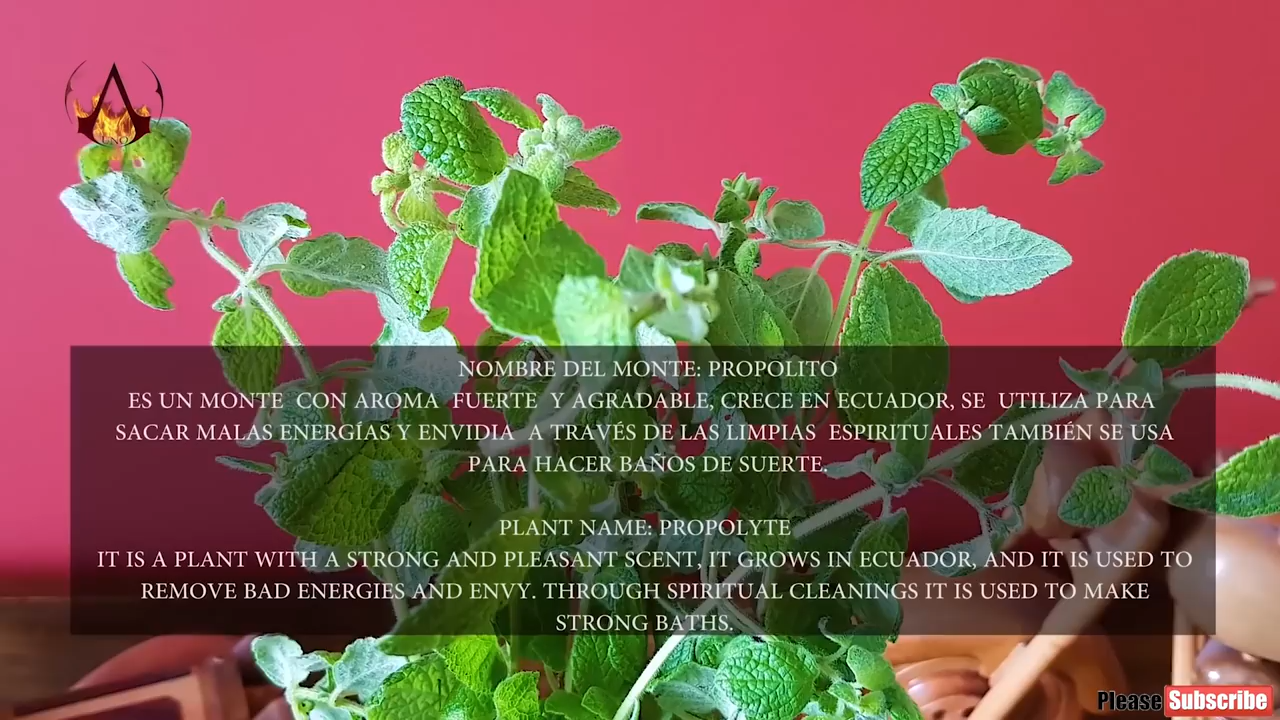 UNO
NOMBRE DEL MONTE: PROPOLITO
ES UN MONTE CON AROMA FUERTE Y AGRADABLE, CRECE EN ECUADOR, SE UTILIZA PARA
SACAR MALAS ENERGÍAS Y ENVIDIA A TRAVÉS DE LAS LIMPIAS ESPIRITUALES TAMBIÉN SE USA
PARA HACER BAÑOS DE SUERTE.
PLANT NAME: PROPOLYTE
IT IS A PLANT WITH A STRONG AND PLEASANT SCENT, IT GROWS IN ECUADOR, AND IT IS USED TO
REMOVE BAD ENERGIES AND ENVY. THROUGH SPIRITUAL CLEANINGS IT IS USED TO MAKE
STRONG BATHS.
Please Subscribe